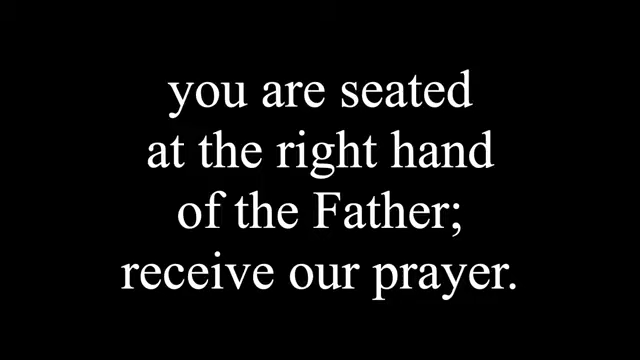 you are seated
at the right hand
of the Father;
receive our prayer.